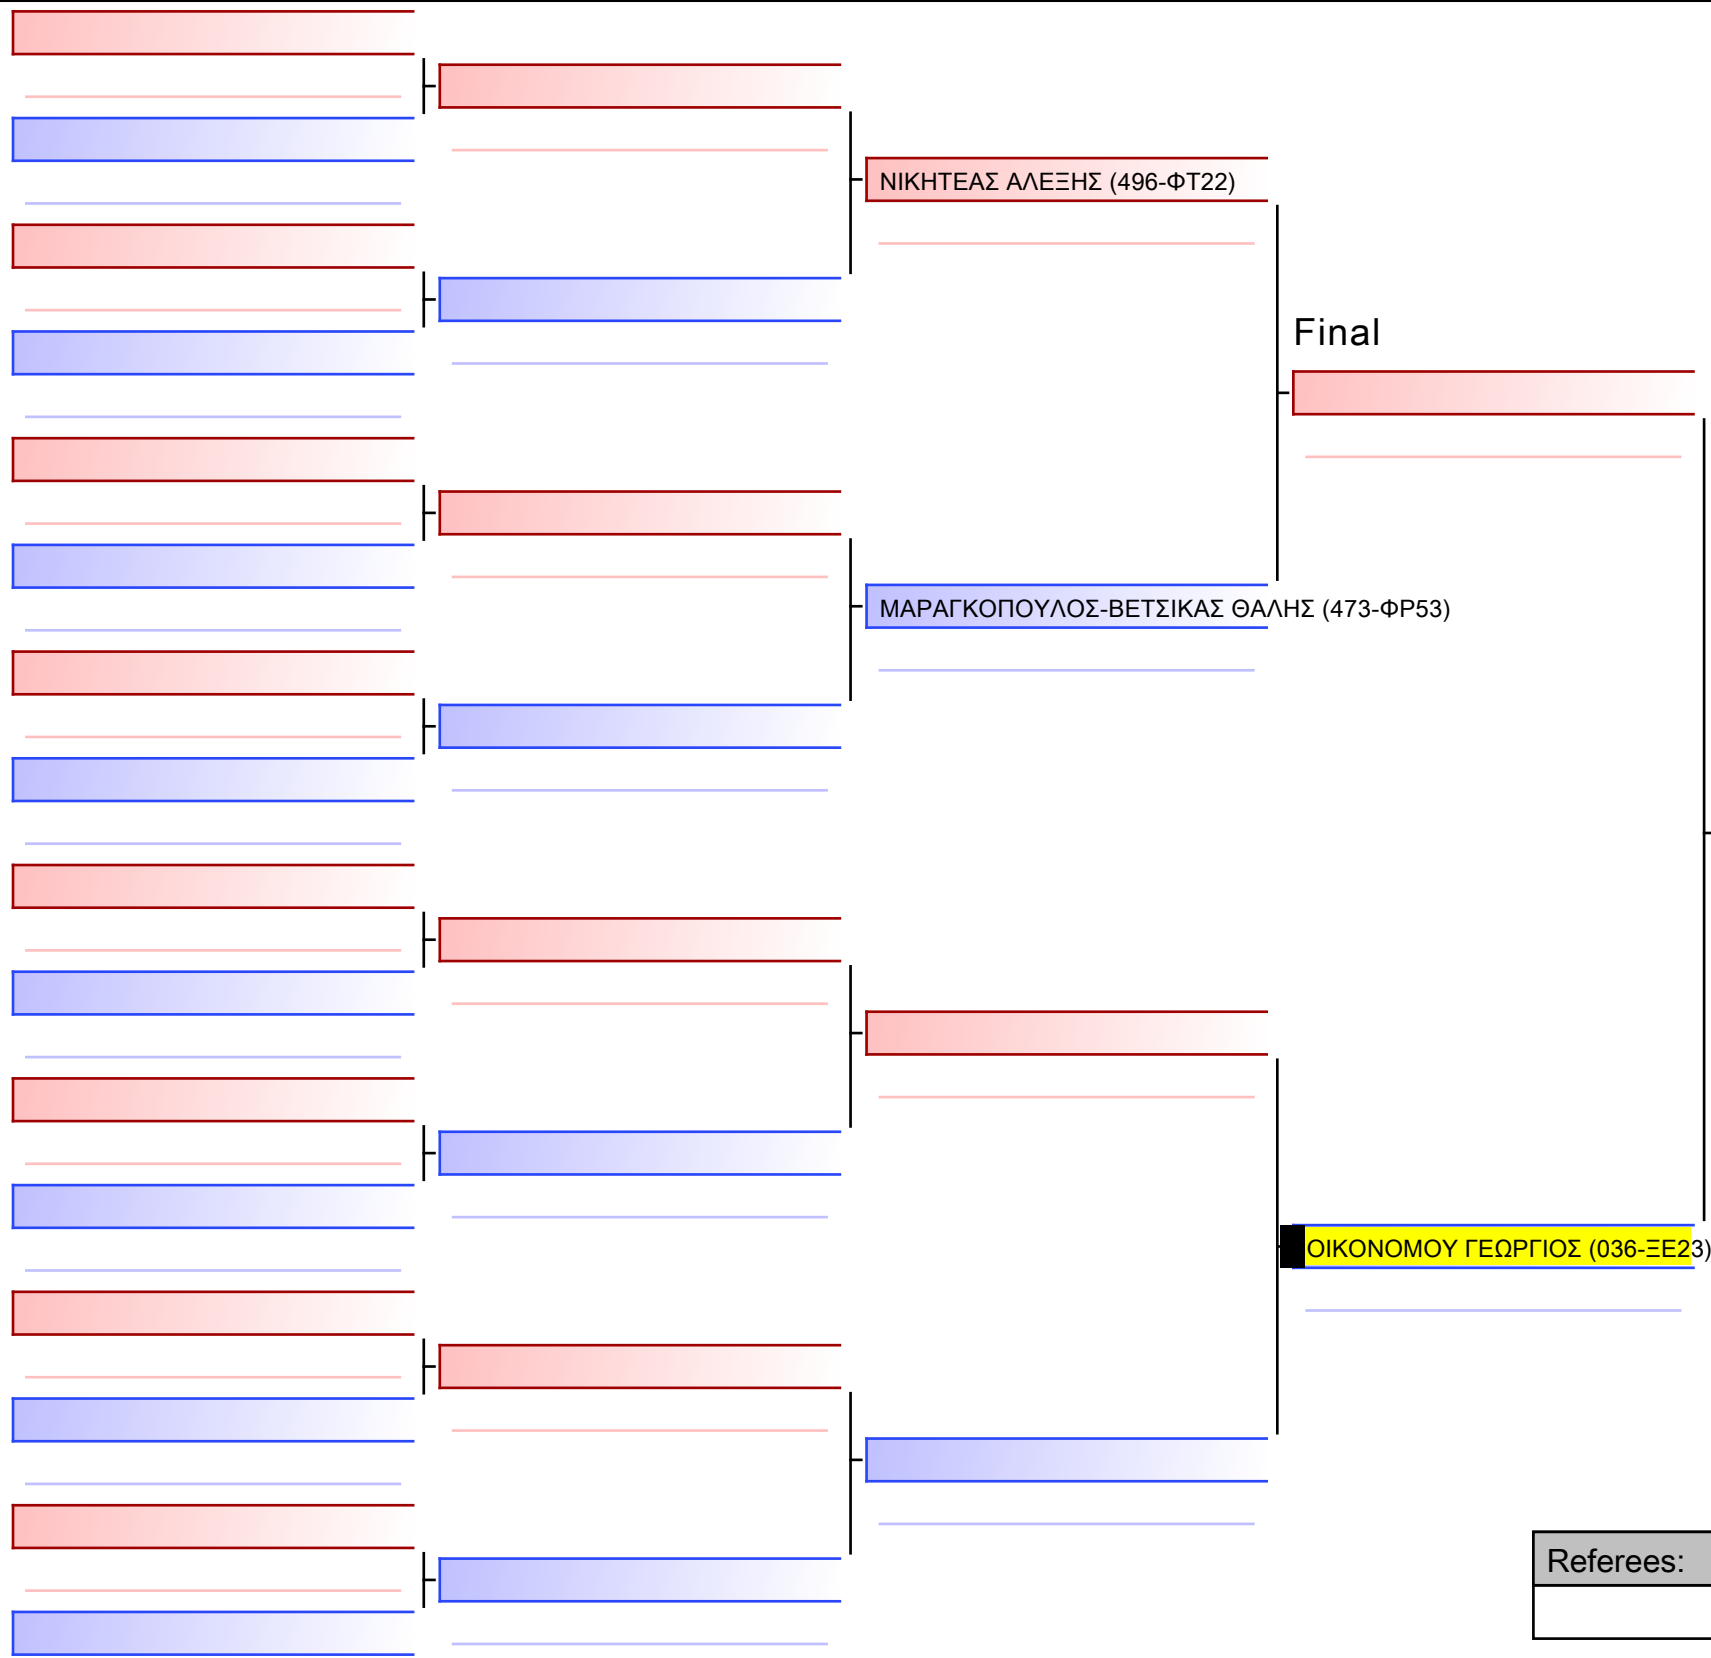 ΝΙΚΗΤΕΑΣ ΑΛΕΞΗΣ (496-ΦΤ22)
Final
ΜΑΡΑΓΚΟΠΟΥΛΟΣ-ΒΕΤΣΙΚΑΣ ΘΑΛΗΣ (473-ΦΡ53)
ΟΙΚΟΝΟΜΟΥ ΓΕΩΡΓΙΟΣ (036-ΞΕ23)
Referees: